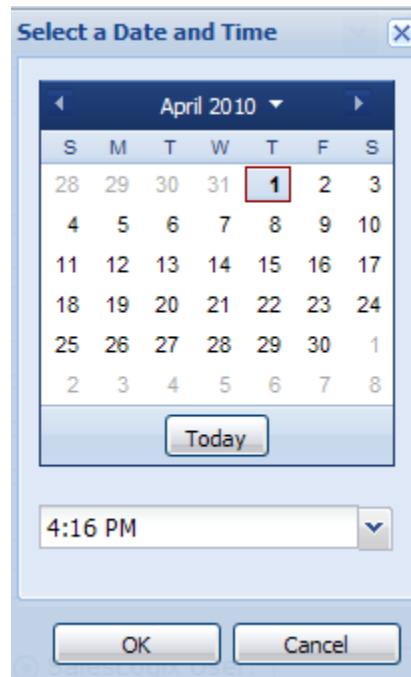 Select a Date and Time
April 2010
S M T W T F S
28 29 30 31 1 2 3
4 5 6 7 8 9 10
11 12 13 14 15 16 17
18 19 20 21 22 23 24
25 26 27 28 29 30 1
2 3 4 5 6 7 8
Today
4:16 PM
OK Cancel